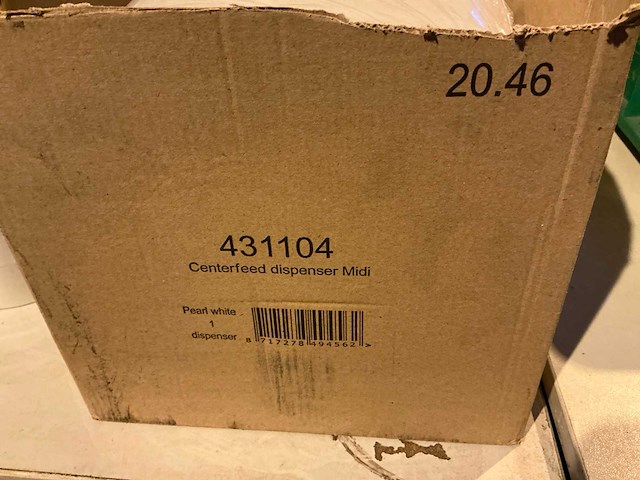 20.46
431104
Centerfeed dispenser Midi
Pearl white
1
dispenser
8 717278 494562 >